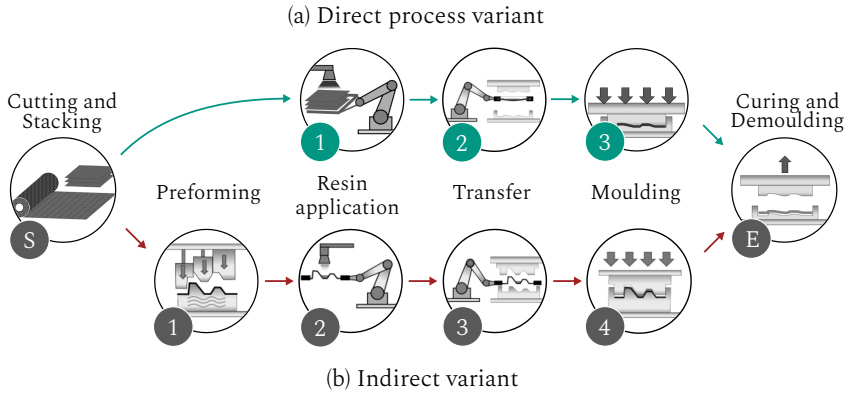 (a) Direct process variant
Cutting and
Stacking
1
2
3
Curing and
Demoulding
S
Preforming
Resin
application
Transfer
Moulding
E
1
2
3
4
(b) Indirect variant